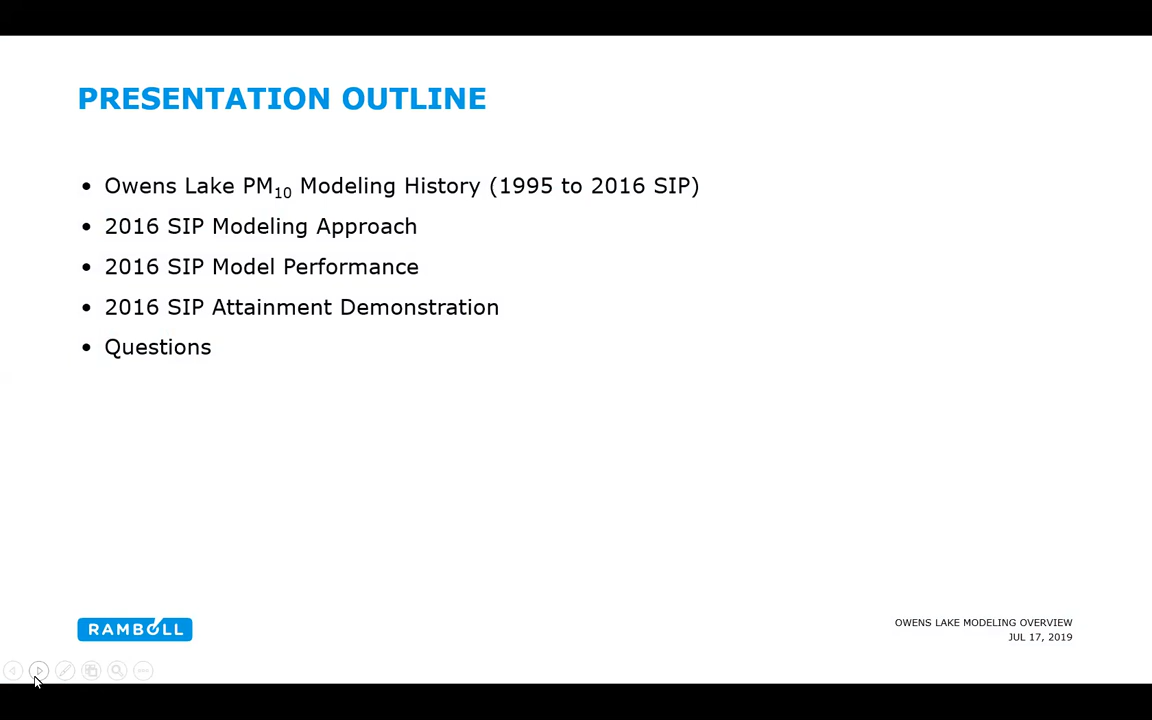 PRESENTATION OUTLINE
• Owens Lake PM₁₀ Modeling History (1995 to 2016 SIP)
• 2016 SIP Modeling Approach
• 2016 SIP Model Performance
• 2016 SIP Attainment Demonstration
• Questions
RAMBOLL
OWENS LAKE MODELING OVERVIEW
JUL 17, 2019